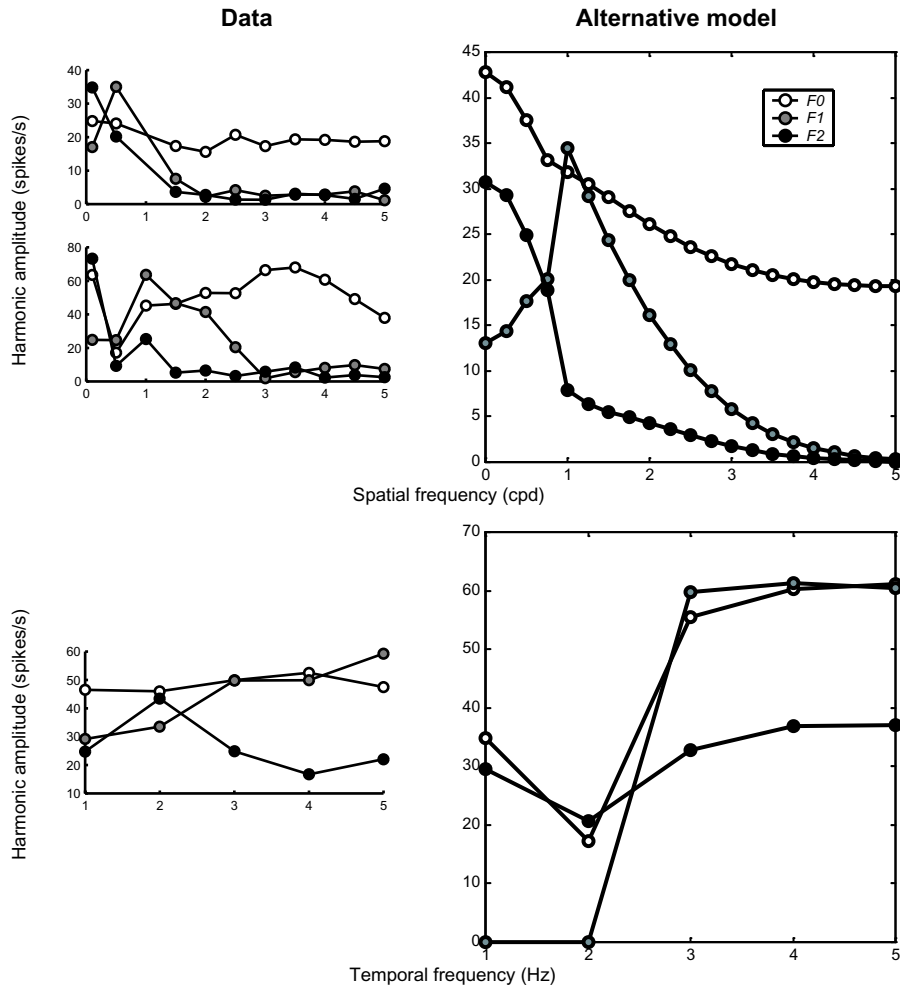 Data
Alternative model
Harmonic amplitude (spikes/s)
40
30
20
10
0
0 1 2 3 4 5
80
60
40
20
0
0 1 2 3 4 5
45
40
35
30
25
20
15
10
5
0
0 1 2 3 4 5
F0
F1
F2
Spatial frequency (cpd)
Harmonic amplitude (spikes/s)
60
50
40
30
20
10
1 2 3 4 5
70
60
50
40
30
20
10
0
1 2 3 4 5
Temporal frequency (Hz)